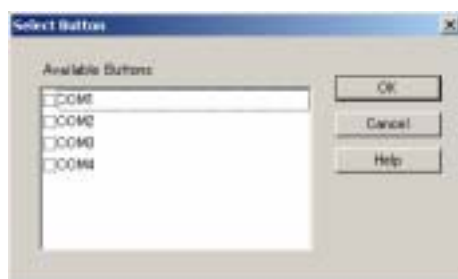 Select Button
Available Buttons:
OK
COM1
COM2
Cancel
COM3
COM4
Help